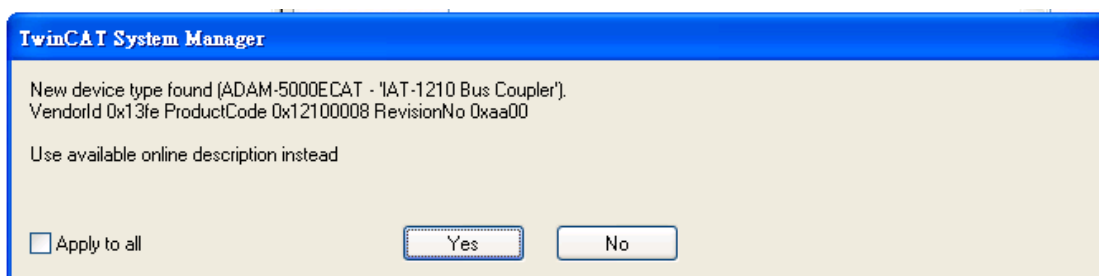 TwinCAT System Manager
New device type found (ADAM-5000ECAT - 'IAT-1210 Bus Coupler').
VendorId 0x13fe ProductCode 0x12100008 RevisionNo 0xaa00
Use available online description instead
Apply to all
Yes
No